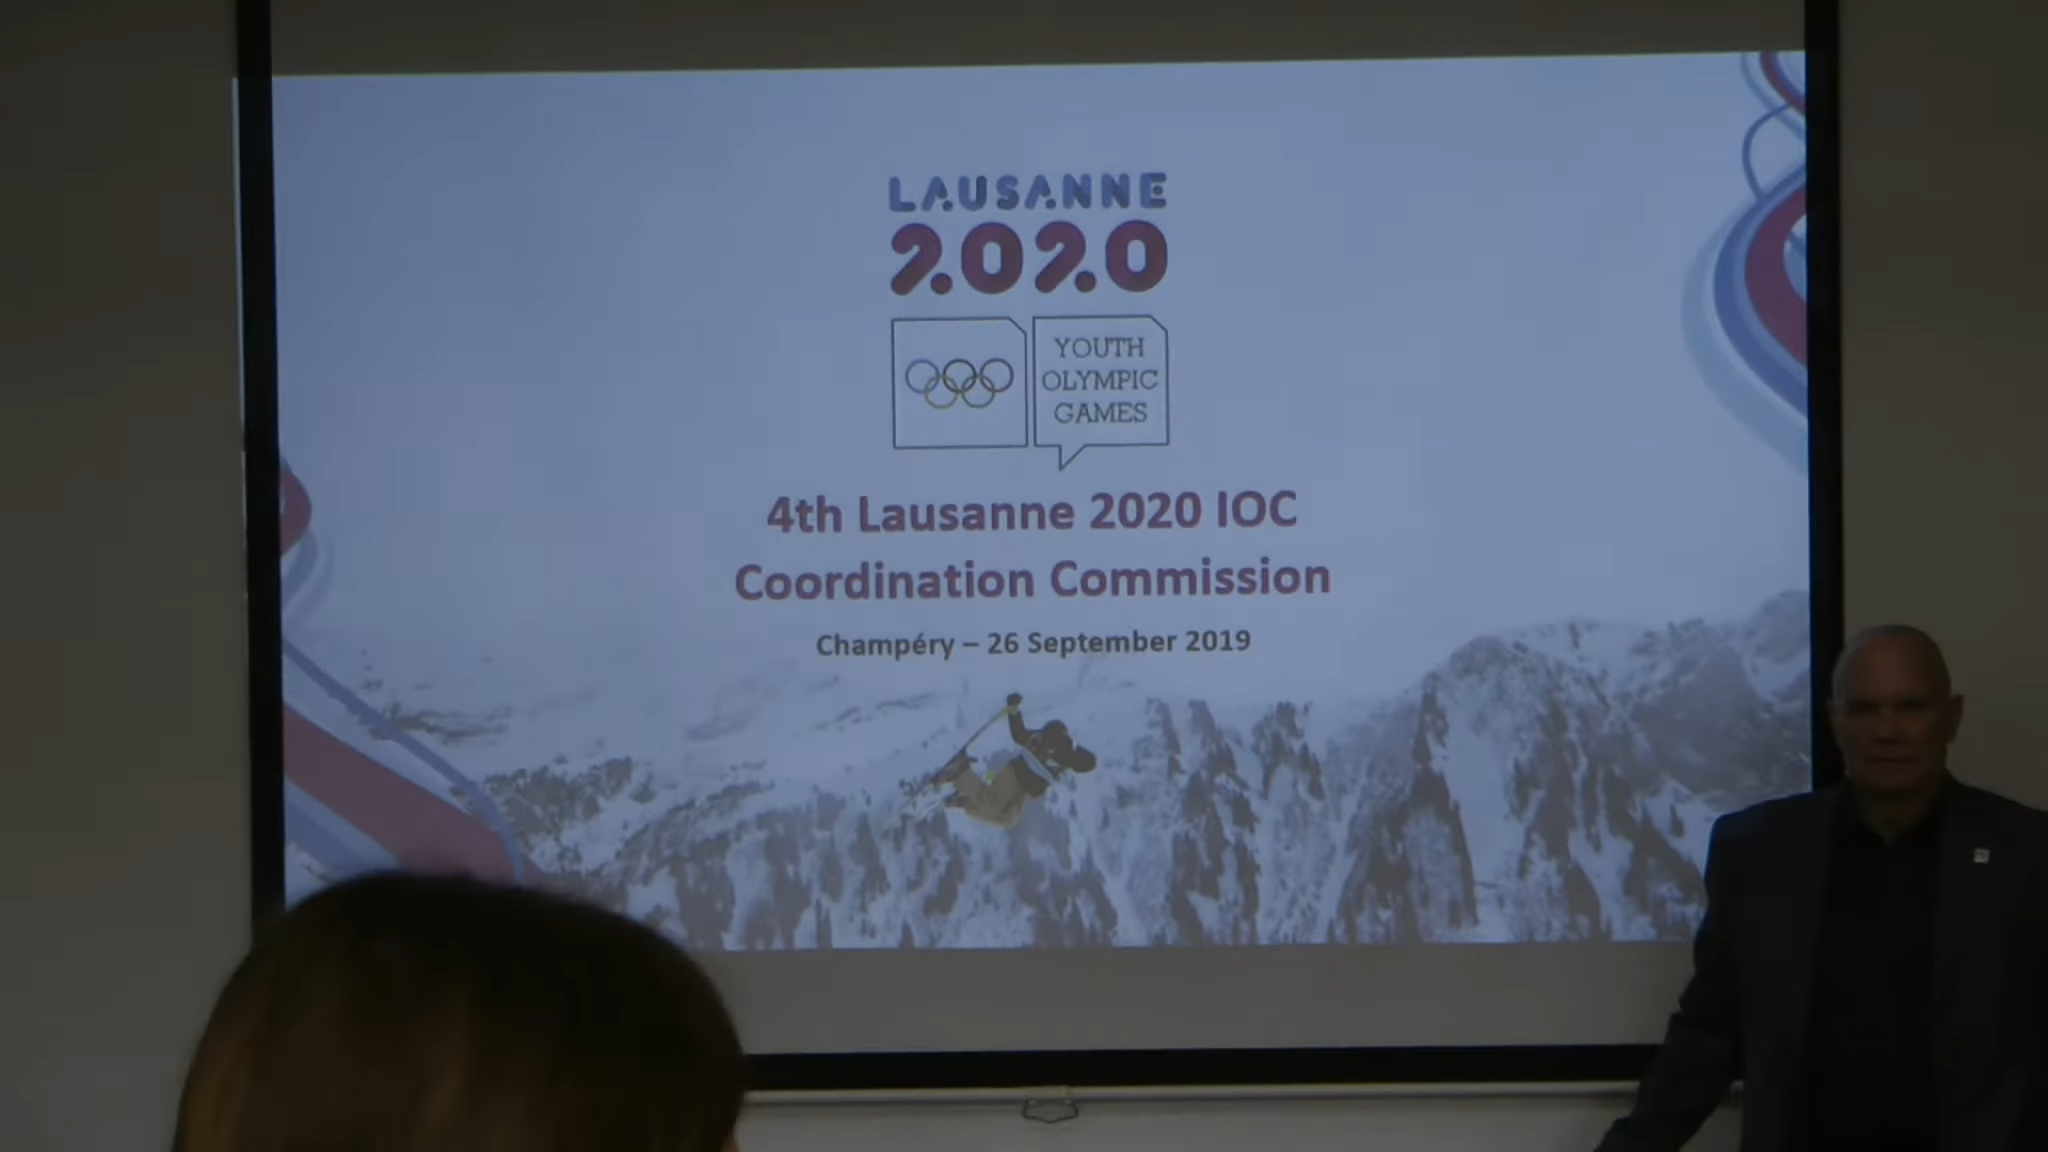 LAUSANNE
2020
YOUTH
OLYMPIC
GAMES
4th Lausanne 2020 IOC
Coordination Commission
Champéry – 26 September 2019